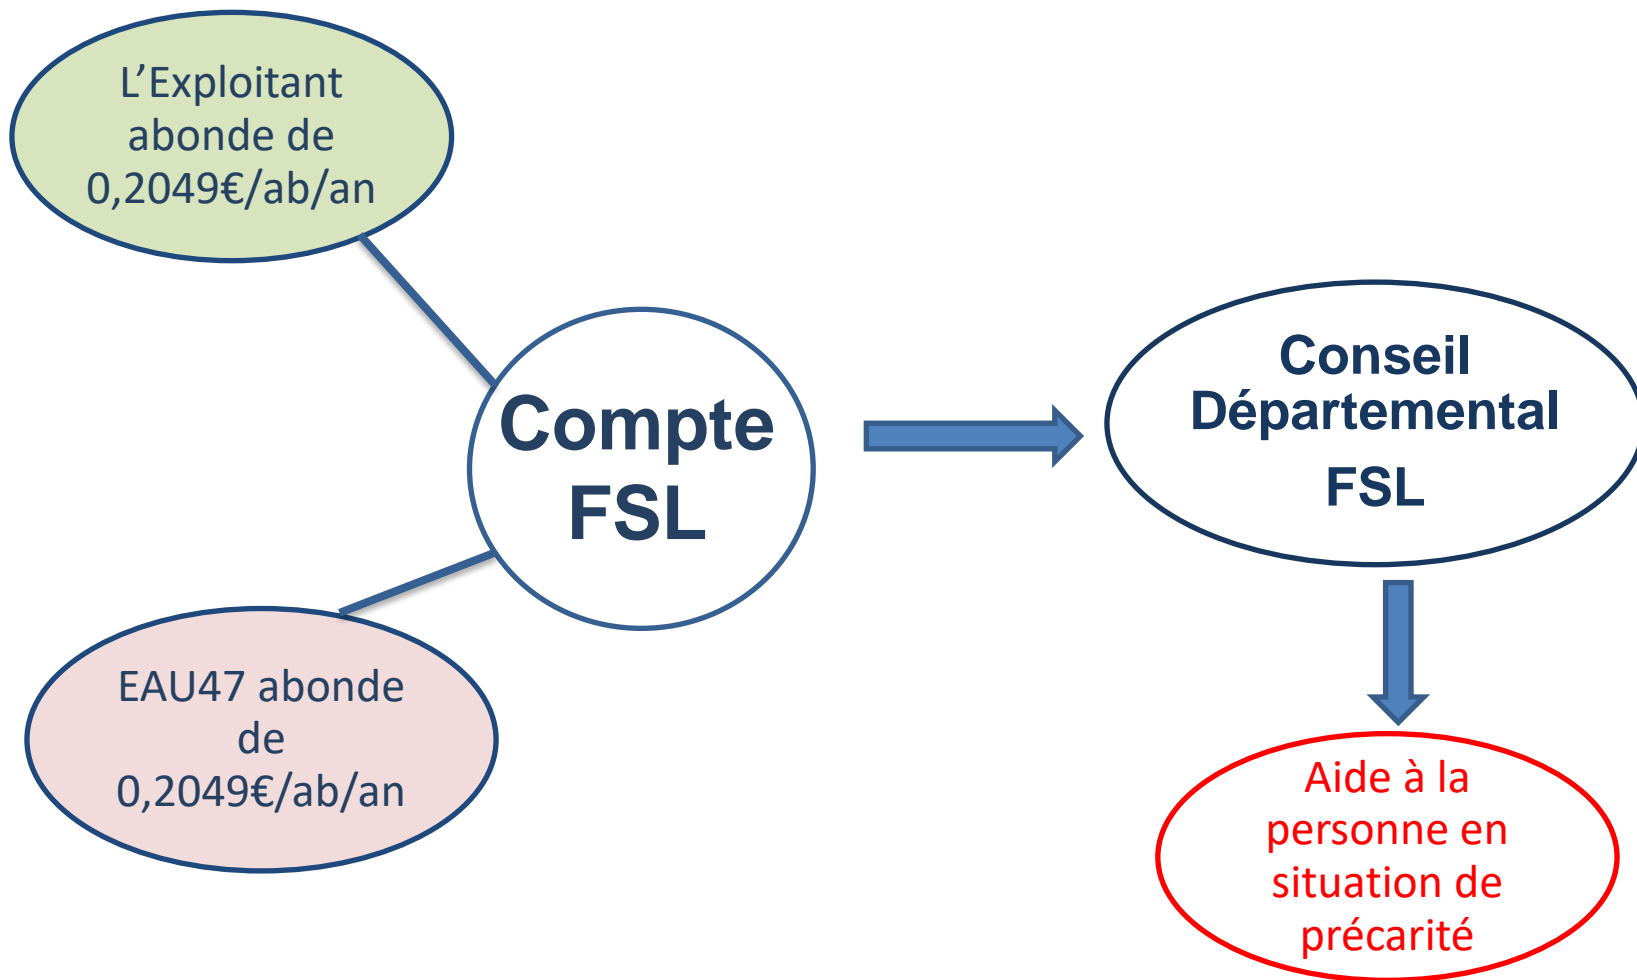 L’Exploitant
abonde de
0,2049€/ab/an
Compte
FSL
EAU47 abonde
de
0,2049€/ab/an
Conseil
Départemental
FSL
Aide à la
personne en
situation de
précarité